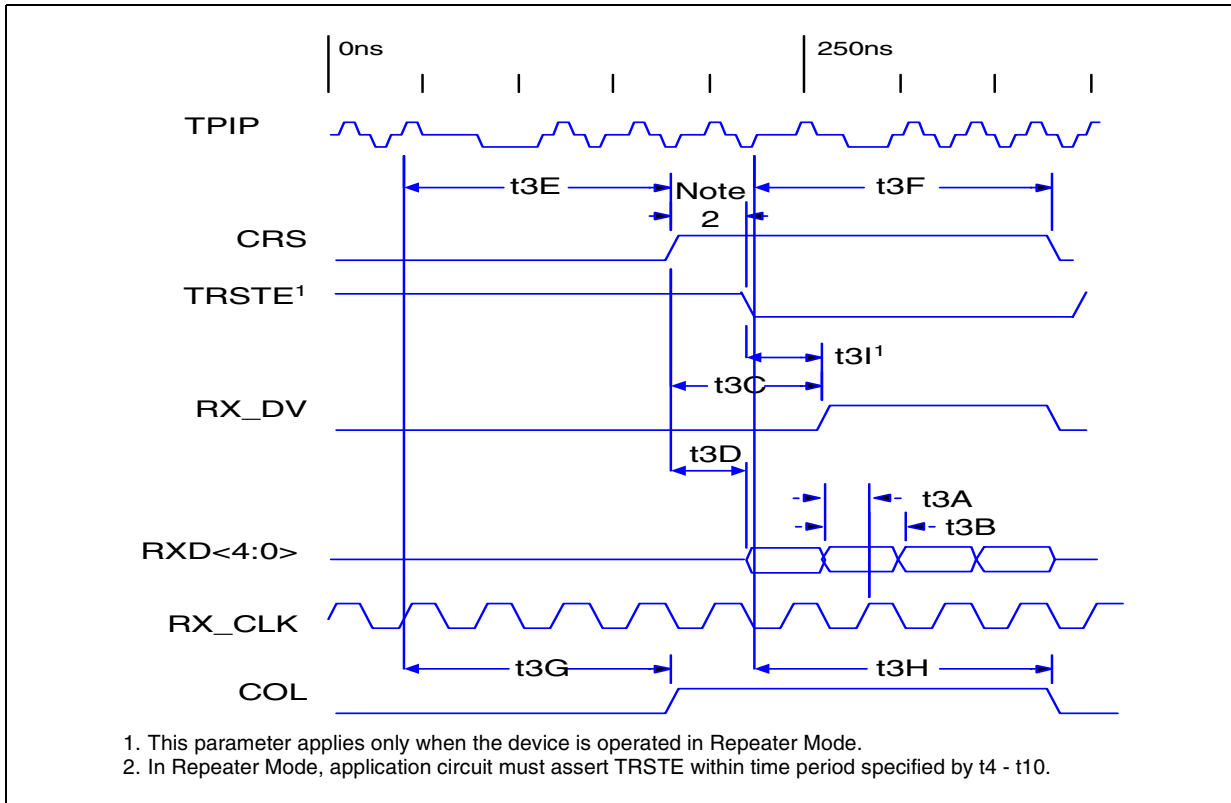 0ns 250ns
TPIP
t3E Note 2 t3F
CRS
TRSTE¹
t3I¹
t3C
RX_DV
t3D
t3A
t3B
RXD<4:0>
RX_CLK
t3G t3H
COL
1. This parameter applies only when the device is operated in Repeater Mode.
2. In Repeater Mode, application circuit must assert TRSTE within time period specified by t4 - t10.